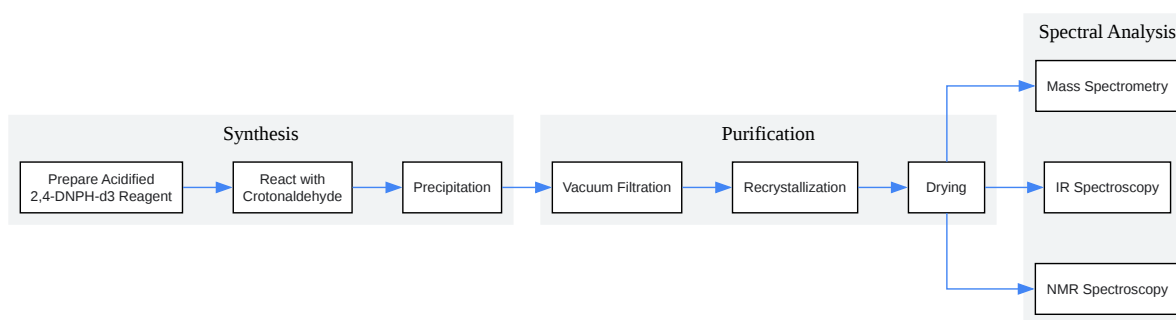 Spectral Analysis
Synthesis
Purification
Mass Spectrometry
Prepare Acidified
2,4-DNPH-d3 Reagent
React with
Crotonaldehyde
Precipitation
Vacuum Filtration
Recrystallization
Drying
IR Spectroscopy
NMR Spectroscopy